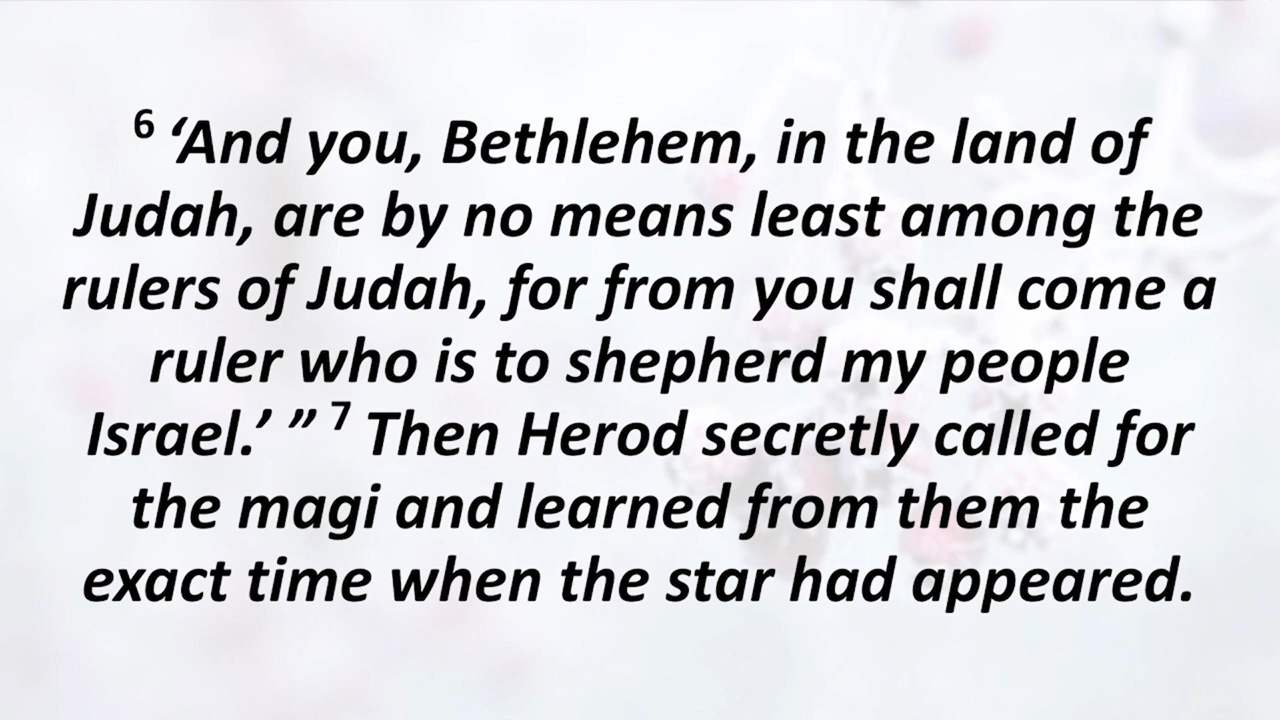 6 ‘And you, Bethlehem, in the land of
Judah, are by no means least among the
rulers of Judah, for from you shall come a
ruler who is to shepherd my people
Israel.’ ” 7 Then Herod secretly called for
the magi and learned from them the
exact time when the star had appeared.